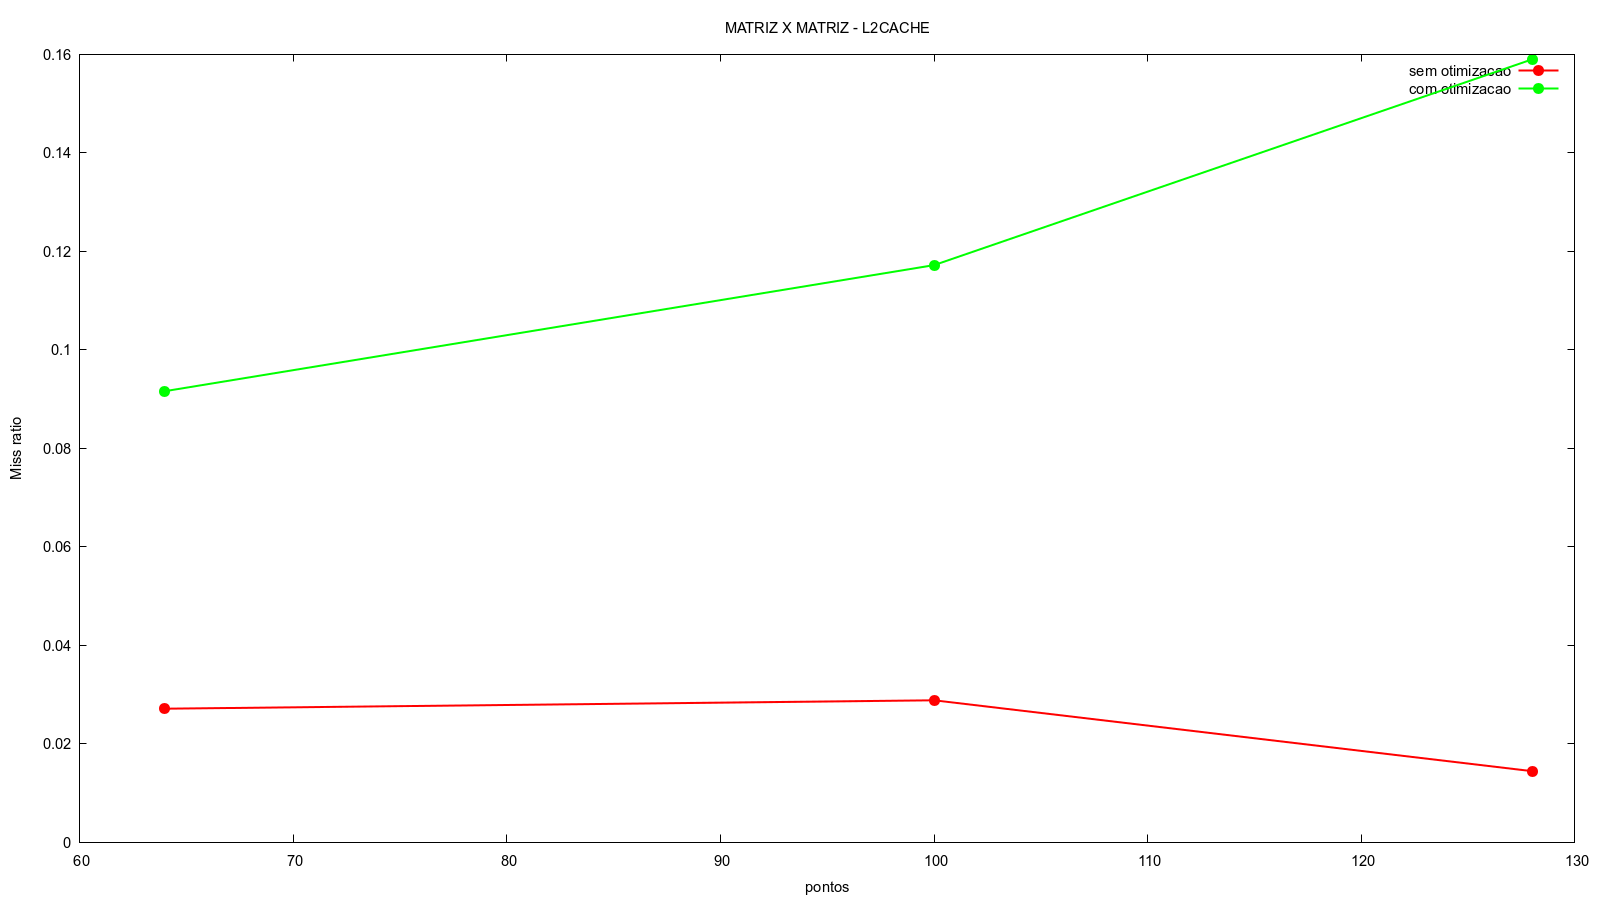 MATRIZ X MATRIZ - L2CACHE
sem otimizacao
com otimizacao
0.16
0.14
0.12
0.1
0.08
0.06
0.04
0.02
0
Miss ratio
60 70 80 90 100 110 120 130
pontos